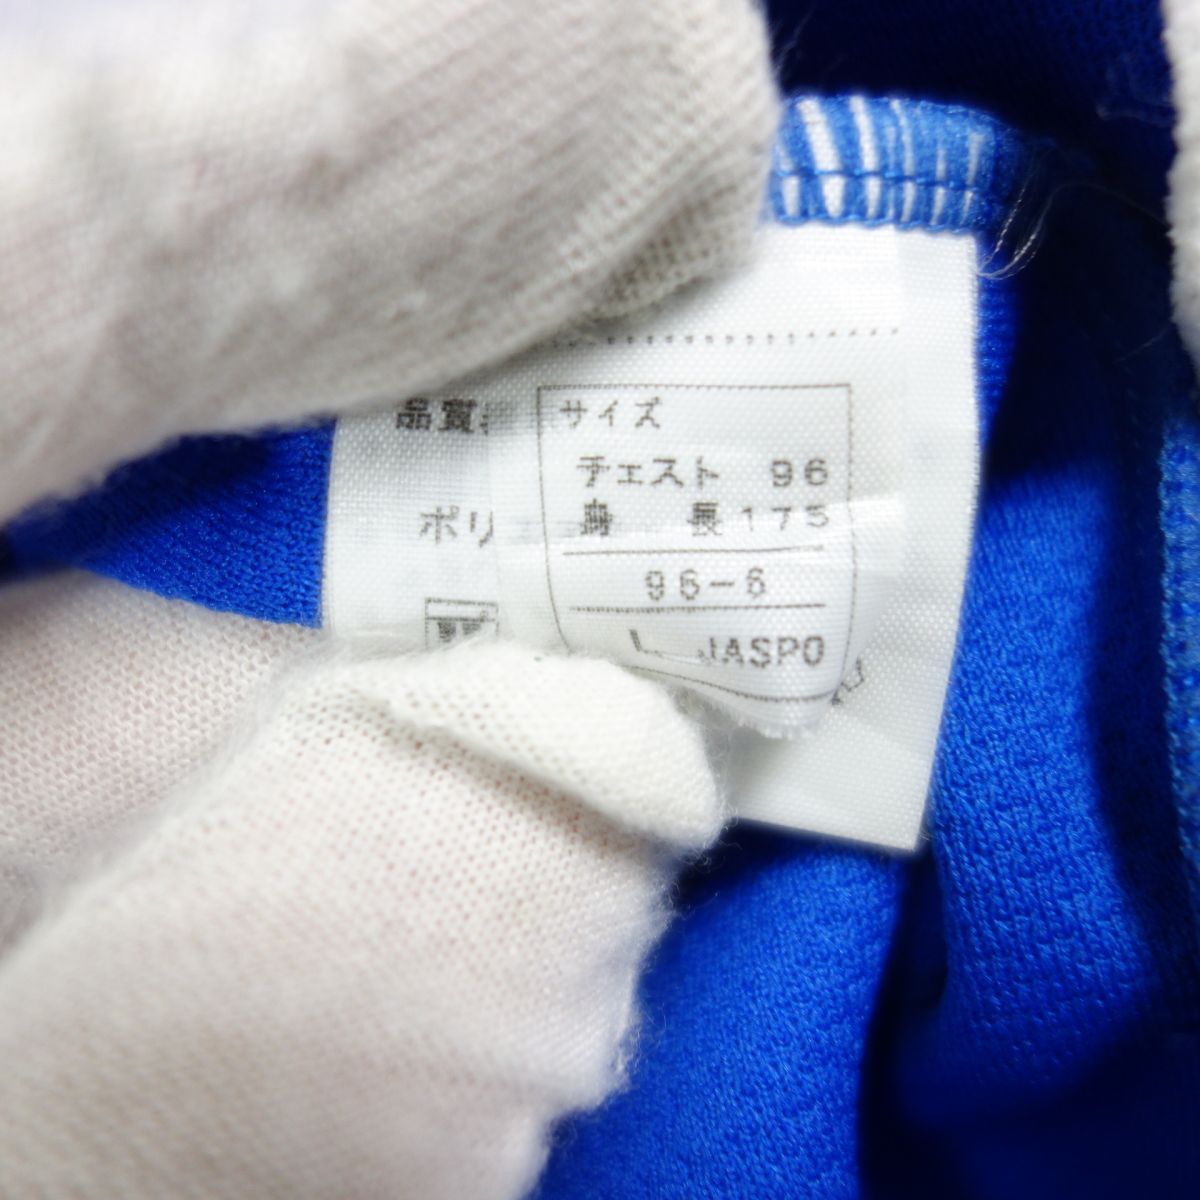 サイズ
チェスト 96
身 長 175
96-6
L JASPO
品質
ポリ